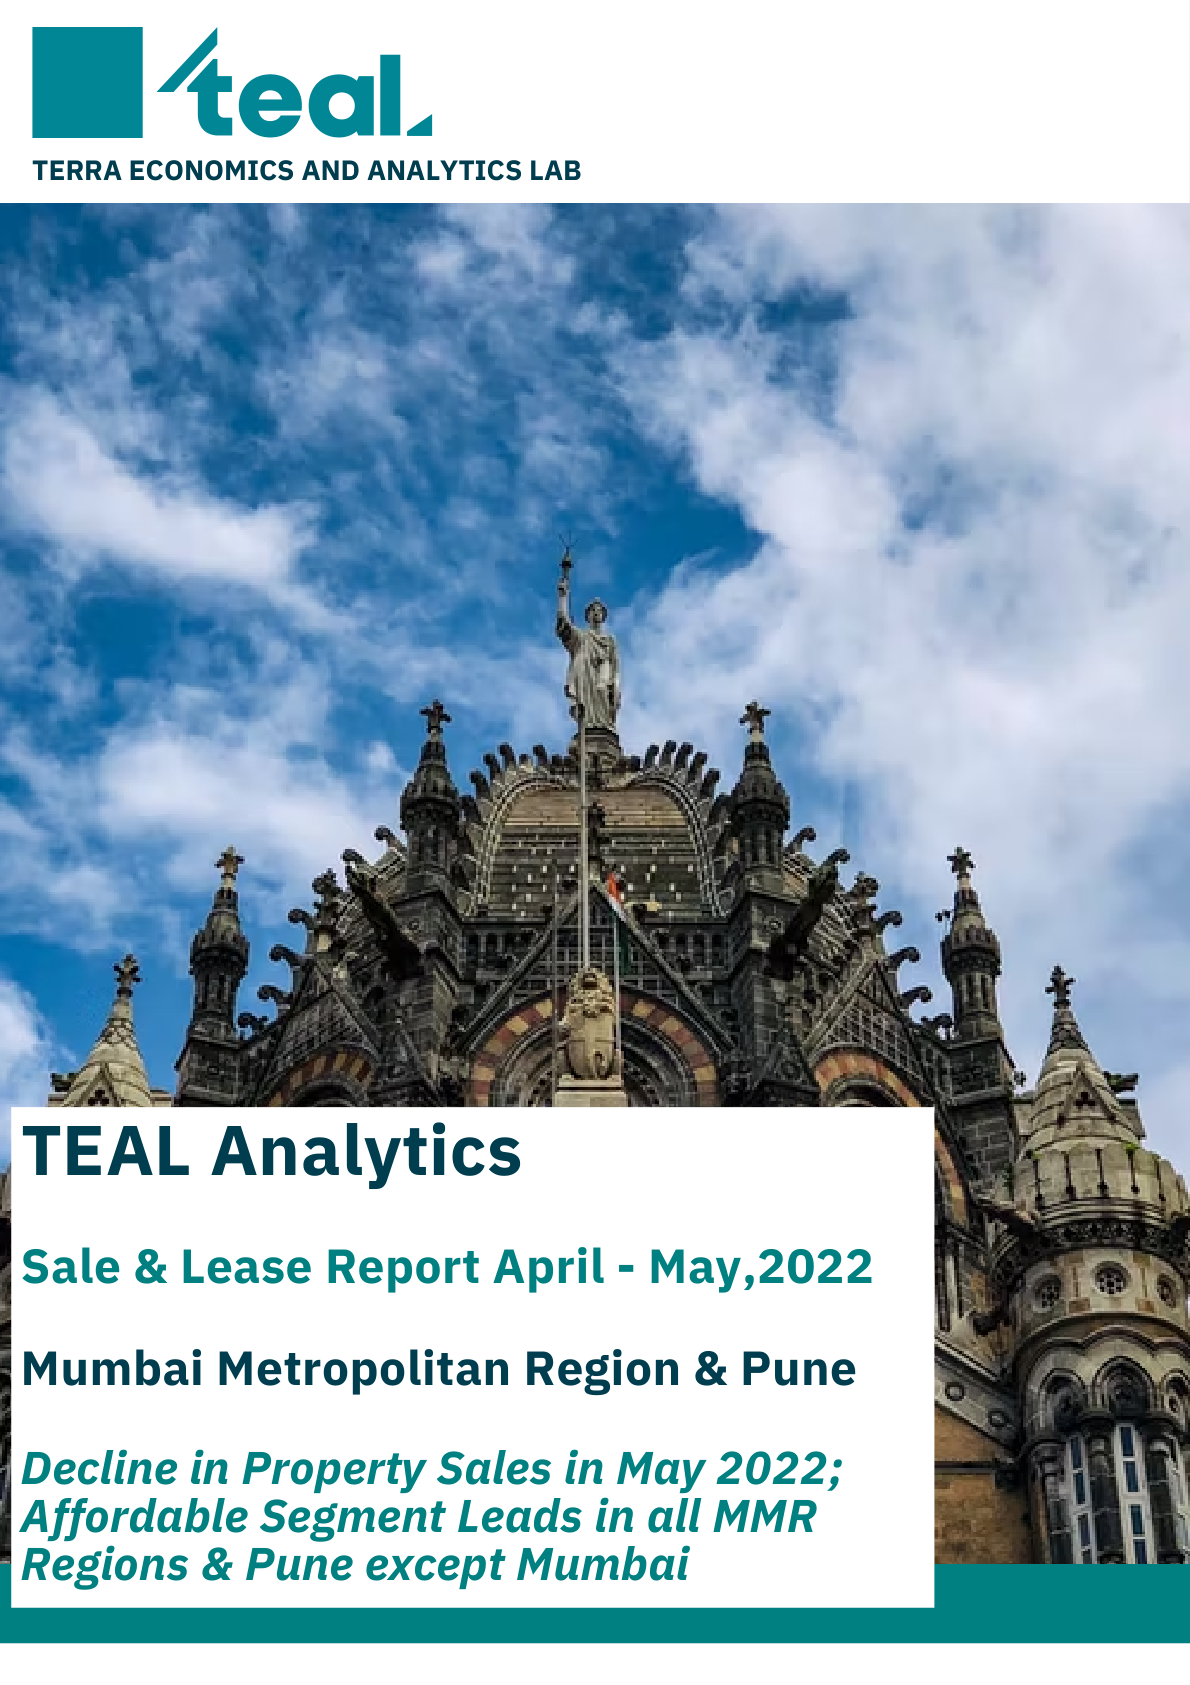 teal.
TERRA ECONOMICS AND ANALYTICS LAB
TEAL Analytics
Sale & Lease Report April - May,2022
Mumbai Metropolitan Region & Pune
Decline in Property Sales in May 2022;
Affordable Segment Leads in all MMR
Regions & Pune except Mumbai